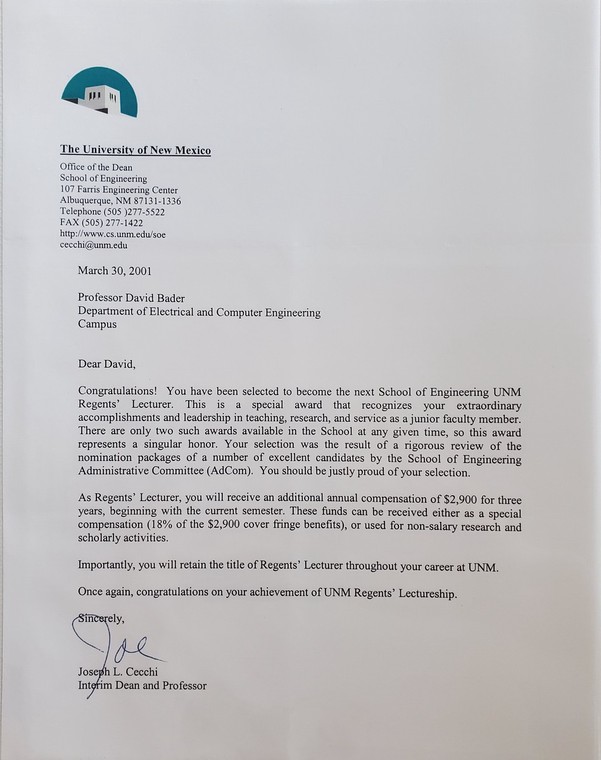 The University of New Mexico
Office of the Dean
School of Engineering
107 Farris Engineering Center
Albuquerque, NM 87131-1336
Telephone (505 )277-5522
FAX (505) 277-1422
http://www.cs.unm.edu/soe
cecchi@unm.edu
March 30, 2001
Professor David Bader
Department of Electrical and Computer Engineering
Campus
Dear David,
Congratulations! You have been selected to become the next School of Engineering UNM
Regents' Lecturer. This is a special award that recognizes your extraordinary
accomplishments and leadership in teaching, research, and service as a junior faculty member.
There are only two such awards available in the School at any given time, so this award
represents a singular honor. Your selection was the result of a rigorous review of the
nomination packages of a number of excellent candidates by the School of Engineering
Administrative Committee (AdCom). You should be justly proud of your selection.
As Regents' Lecturer, you will receive an additional annual compensation of $2,900 for three
years, beginning with the current semester. These funds can be received either as a special
compensation (18% of the $2,900 cover fringe benefits), or used for non-salary research and
scholarly activities.
Importantly, you will retain the title of Regents' Lecturer throughout your career at UNM.
Once again, congratulations on your achievement of UNM Regents' Lectureship.
Sincerely,
Joe
Joseph L. Cecchi
Interim Dean and Professor